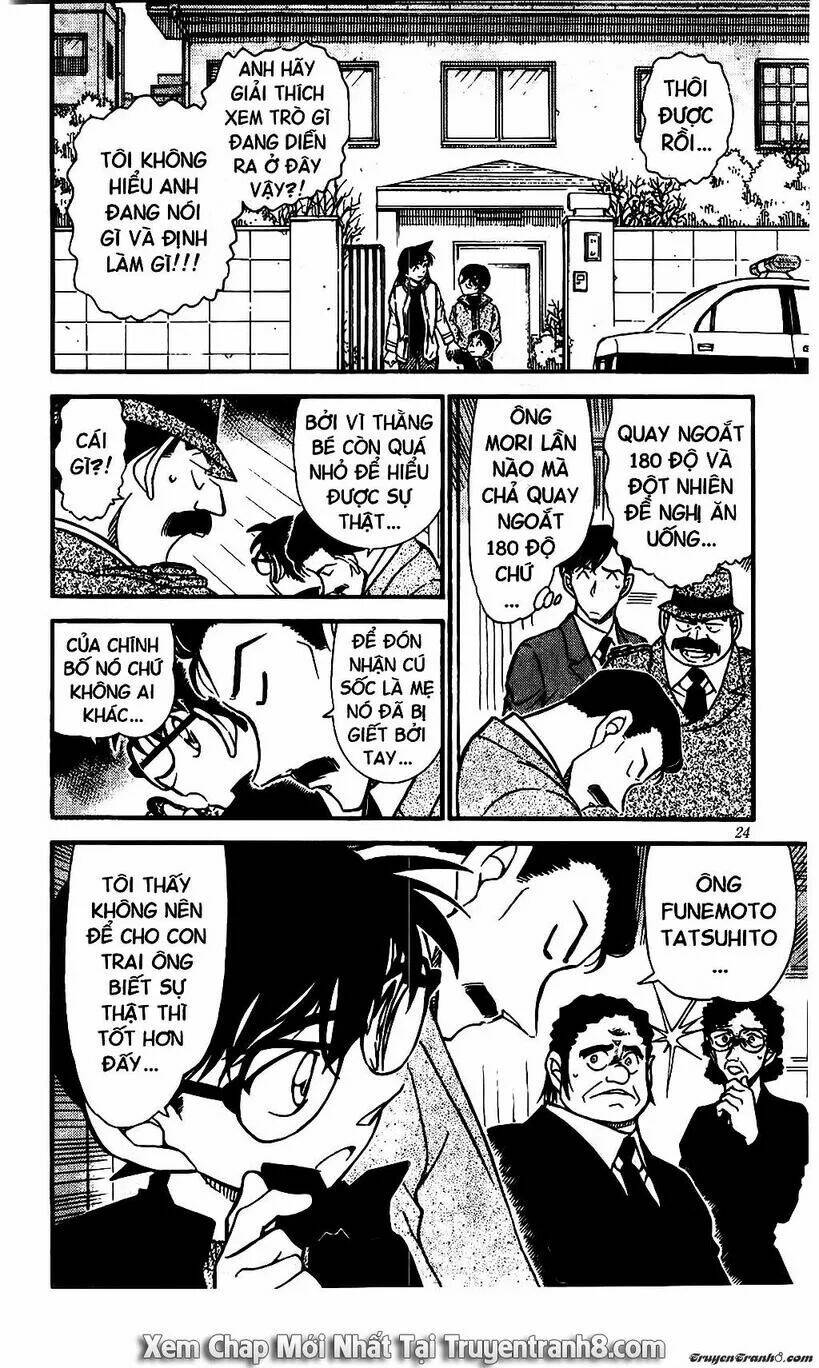 THÔI
ĐƯỢC
RỒI...
ANH HÃY
GIẢI THÍCH
XEM TRÒ GÌ
ĐANG DIỄN
RA Ở ĐÂY
VẬY?!
TÔI KHÔNG
HIỂU ANH
ĐANG NÓI
GÌ VÀ ĐỊNH
LÀM GÌ!!!
QUAY NGOẮT
180 ĐỘ VÀ
ĐỘT NHIÊN
ĐỀ NGHỊ ĂN
UỐNG...
ÔNG
MORI LẦN
NÀO MÀ
CHẢ QUAY
NGOẮT
180 ĐỘ
CHỨ
...
BỞI VÌ THẰNG
BÉ CÒN QUÁ
NHỎ ĐỂ HIỂU
ĐƯỢC SỰ
THẬT...
CÁI
GÌ?!
ĐỂ ĐÓN
NHẬN CÚ
SỐC LÀ MẸ
NÓ ĐÃ BỊ
GIẾT BỞI
TAY...
CỦA CHÍNH
BỐ NÓ CHỨ
KHÔNG AI
KHÁC...
24
ÔNG
FUNEMOTO
TATSUHITO
...
TÔI THẤY
KHÔNG NÊN
ĐỂ CHO CON
TRAI ÔNG
BIẾT SỰ
THẬT THÌ
TỐT HƠN
ĐẤY...
Xem Chap Mới Nhất Tại Truyentranh8.com
TruyenTranh8.com